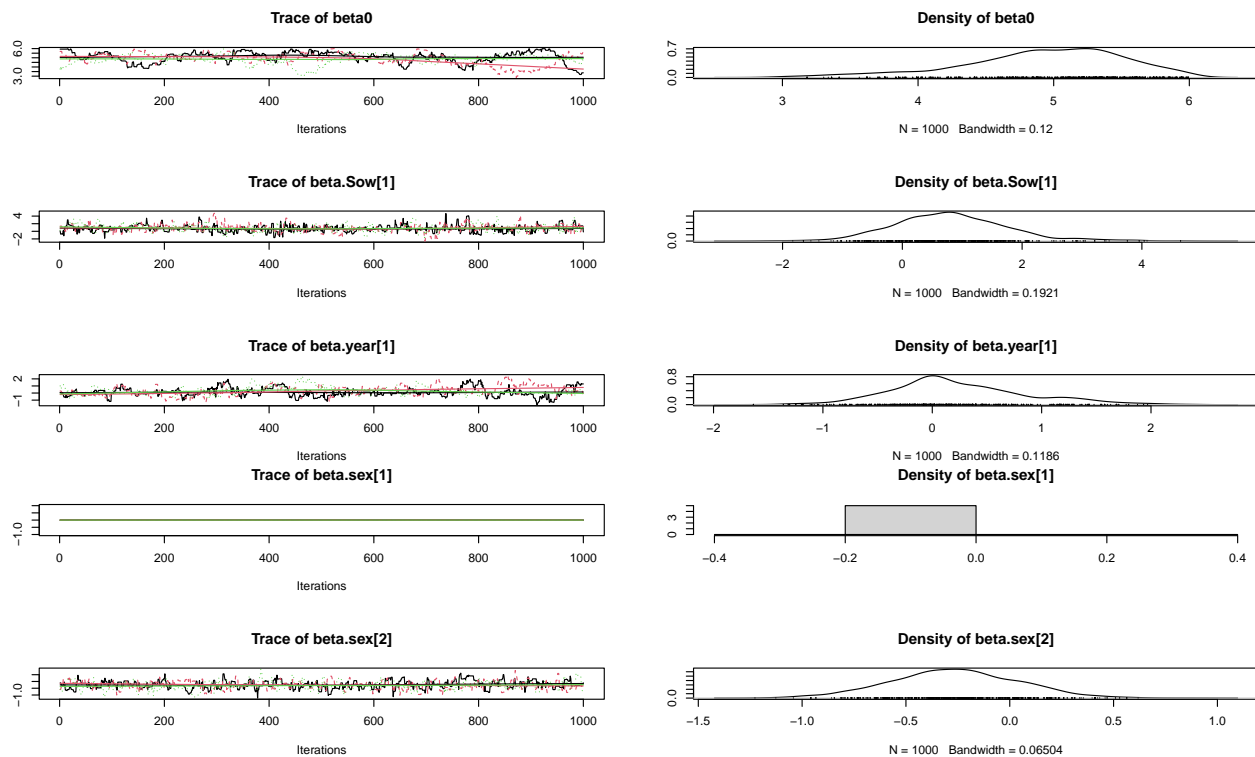 Trace of beta0
3.0 6.0
0 200 400 600 800 1000
Iterations
Density of beta0
0.0 0.7
3 4 5 6
N = 1000 Bandwidth = 0.12
Trace of beta.Sow[1]
−2 4
0 200 400 600 800 1000
Iterations
Density of beta.Sow[1]
0.0
−2 0 2 4
N = 1000 Bandwidth = 0.1921
Trace of beta.year[1]
−1 2
0 200 400 600 800 1000
Iterations
Density of beta.year[1]
0.0 0.8
−2 −1 0 1 2
N = 1000 Bandwidth = 0.1186
Trace of beta.sex[1]
−1.0
0 200 400 600 800 1000
Iterations
Density of beta.sex[1]
0 3
−0.4 −0.2 0.0 0.2 0.4
Trace of beta.sex[2]
−1.0
0 200 400 600 800 1000
Iterations
Density of beta.sex[2]
0.0
−1.5 −1.0 −0.5 0.0 0.5 1.0
N = 1000 Bandwidth = 0.06504